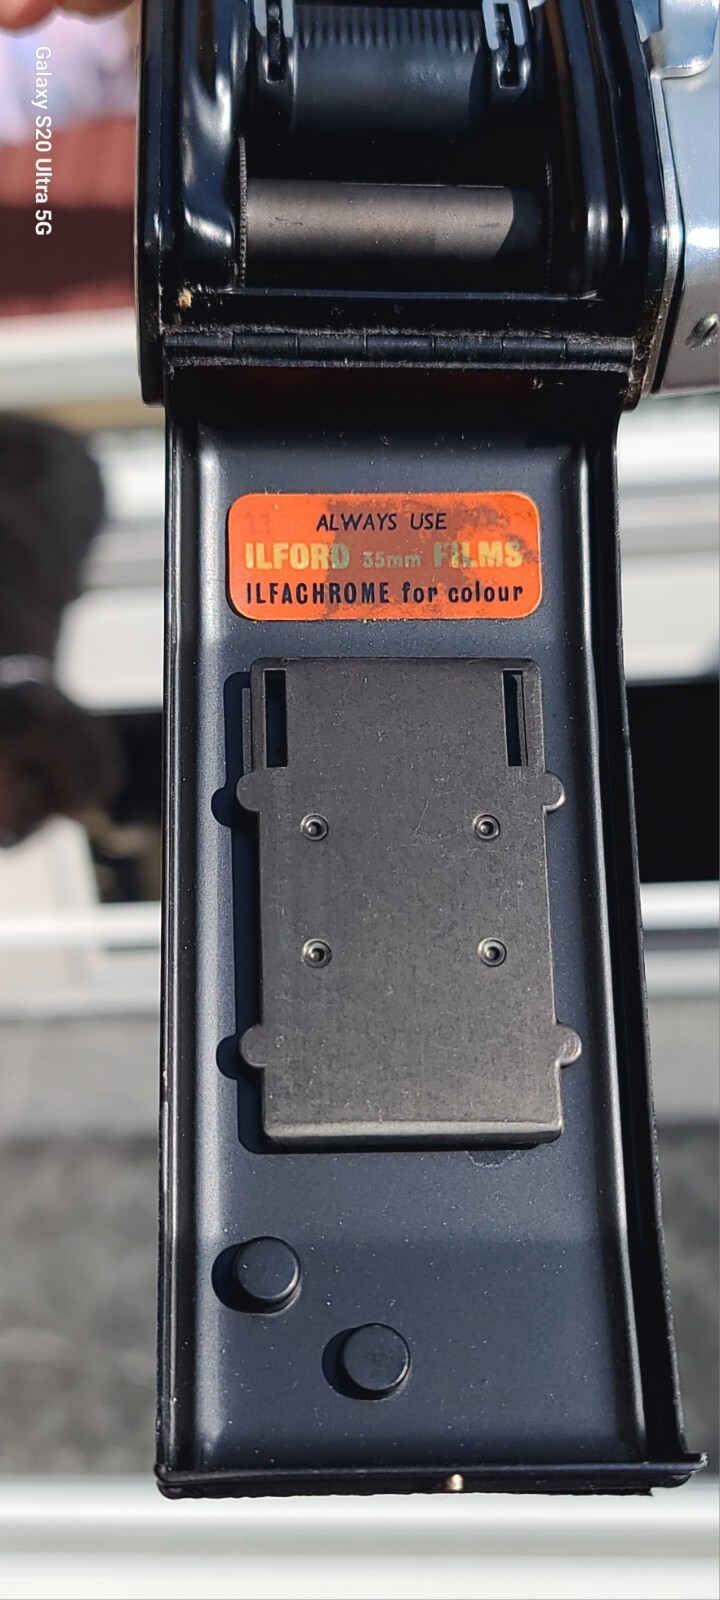 Galaxy S20 Ultra 5G
ALWAYS USE
ILFORD 35mm FILMS
ILFACHROME for colour